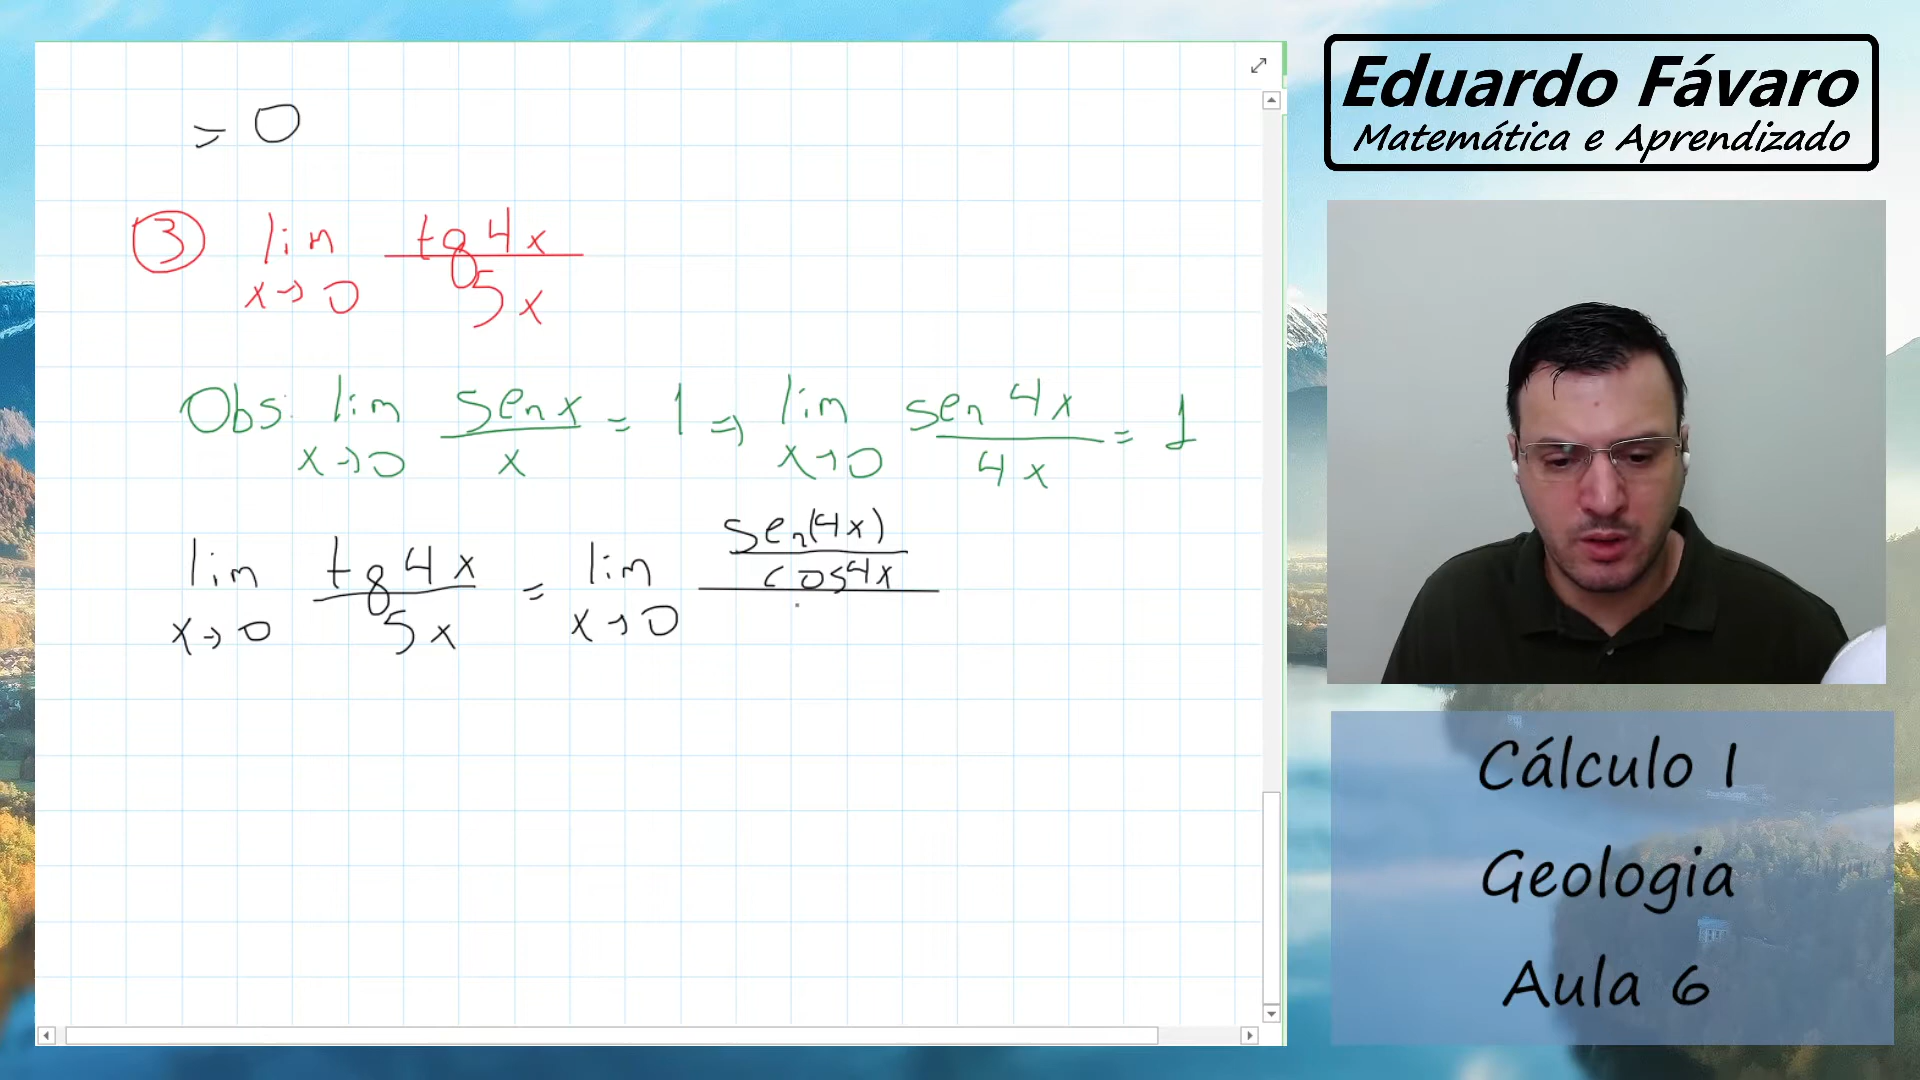 = 0
③ lim tg 4x
x→0 5x
Obs: lim sen x = 1 ⇒ lim sen 4x = 1
x→0 x x→0 4x
lim tg 4x = lim sen(4x)
x→0 5x x→0 cos 4x
Eduardo Fávaro
Matemática e Aprendizado
Cálculo I
Geologia
Aula 6